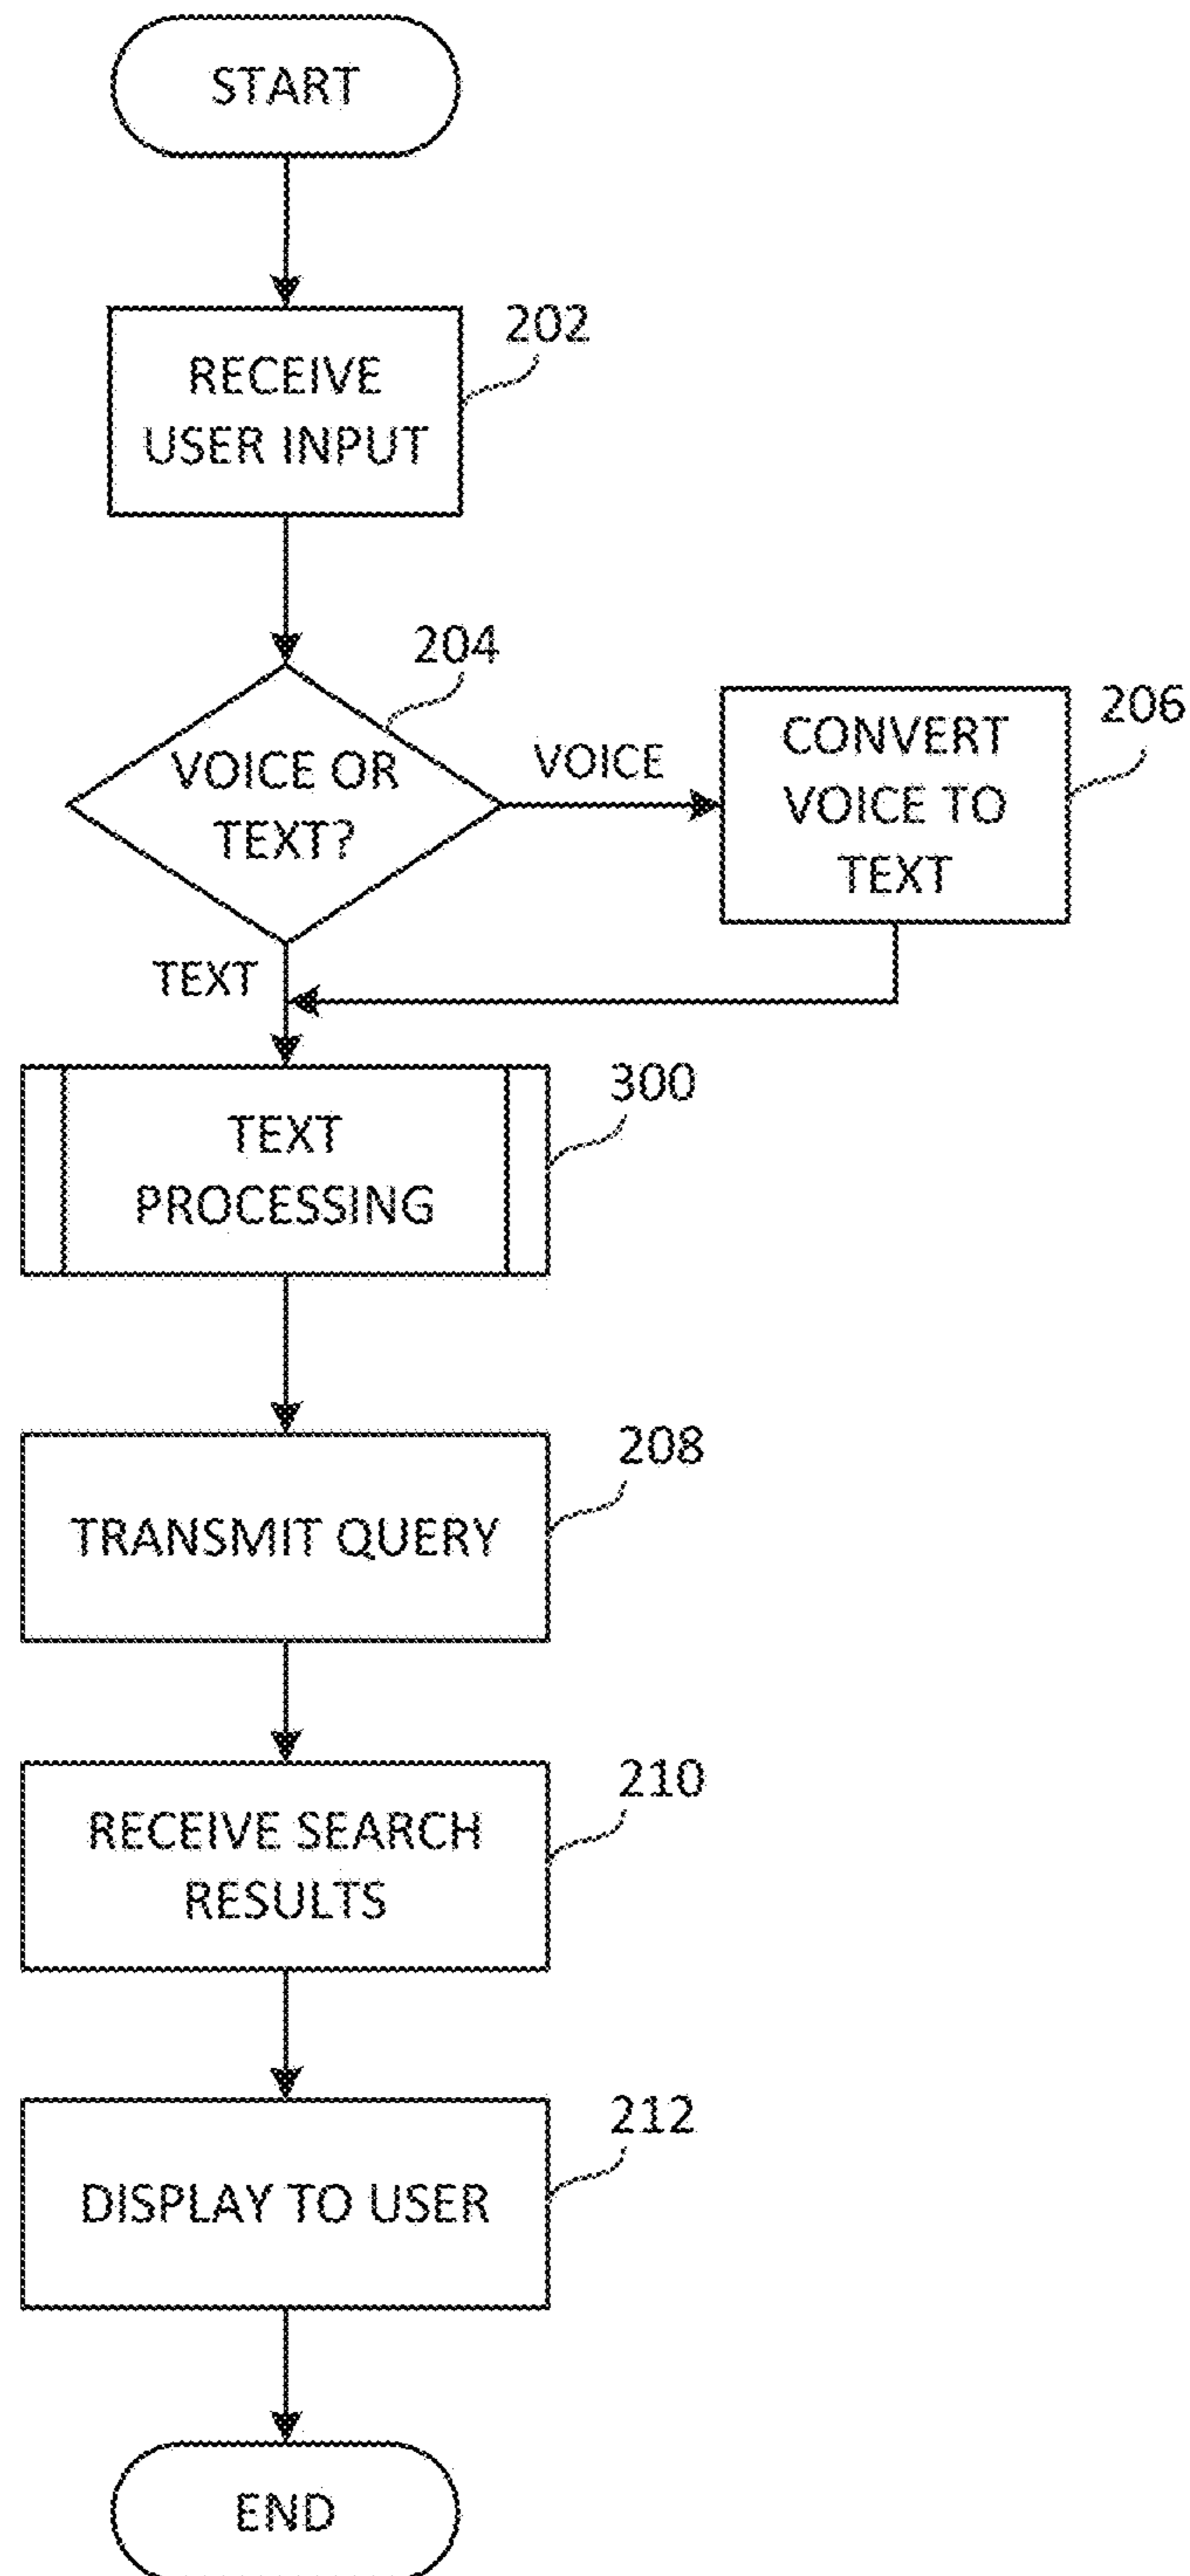 START
RECEIVE
USER INPUT
202
VOICE OR
TEXT?
204
VOICE
CONVERT
VOICE TO
TEXT
206
TEXT
TEXT
PROCESSING
300
TRANSMIT QUERY
208
RECEIVE SEARCH
RESULTS
210
DISPLAY TO USER
212
END